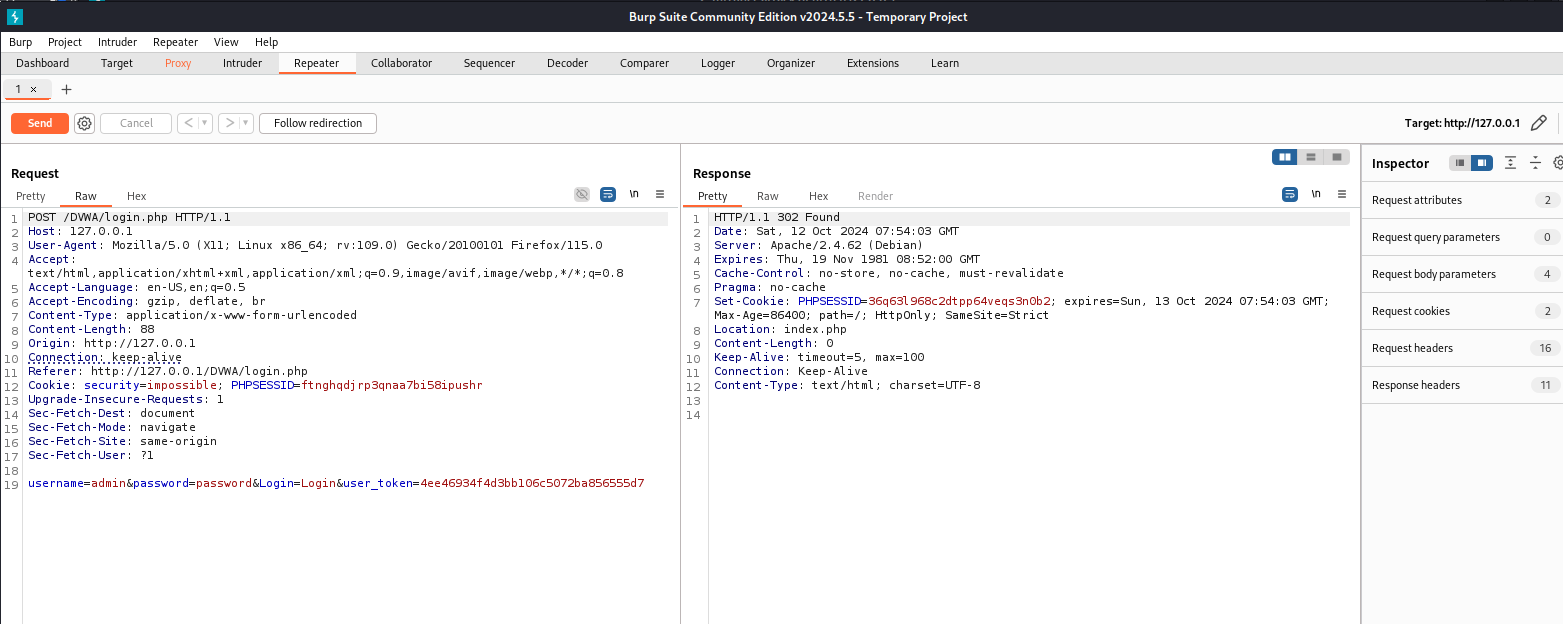 Burp Suite Community Edition v2024.5.5 - Temporary Project
Burp Project Intruder Repeater View Help
Dashboard Target Proxy Intruder Repeater Collaborator Sequencer Decoder Comparer Logger Organizer Extensions Learn
1 × +
Send Cancel < > Follow redirection Target: http://127.0.0.1
Request
Pretty Raw Hex \n
1 POST /DVWA/login.php HTTP/1.1
2 Host: 127.0.0.1
3 User-Agent: Mozilla/5.0 (X11; Linux x86_64; rv:109.0) Gecko/20100101 Firefox/115.0
4 Accept:
text/html,application/xhtml+xml,application/xml;q=0.9,image/avif,image/webp,*/*;q=0.8
5 Accept-Language: en-US,en;q=0.5
6 Accept-Encoding: gzip, deflate, br
7 Content-Type: application/x-www-form-urlencoded
8 Content-Length: 88
9 Origin: http://127.0.0.1
10 Connection: keep-alive
11 Referer: http://127.0.0.1/DVWA/login.php
12 Cookie: security=impossible; PHPSESSID=ftnghqdjrp3qnaa7bi58ipushr
13 Upgrade-Insecure-Requests: 1
14 Sec-Fetch-Dest: document
15 Sec-Fetch-Mode: navigate
16 Sec-Fetch-Site: same-origin
17 Sec-Fetch-User: ?1
18
19 username=admin&password=password&Login=Login&user_token=4ee46934f4d3bb106c5072ba856555d7
Response
Pretty Raw Hex Render \n
1 HTTP/1.1 302 Found
2 Date: Sat, 12 Oct 2024 07:54:03 GMT
3 Server: Apache/2.4.62 (Debian)
4 Expires: Thu, 19 Nov 1981 08:52:00 GMT
5 Cache-Control: no-store, no-cache, must-revalidate
6 Pragma: no-cache
7 Set-Cookie: PHPSESSID=36q63l968c2dtpp64veqs3n0b2; expires=Sun, 13 Oct 2024 07:54:03 GMT;
Max-Age=86400; path=/; HttpOnly; SameSite=Strict
8 Location: index.php
9 Content-Length: 0
10 Keep-Alive: timeout=5, max=100
11 Connection: Keep-Alive
12 Content-Type: text/html; charset=UTF-8
13
14
Inspector
Request attributes 2
Request query parameters 0
Request body parameters 4
Request cookies 2
Request headers 16
Response headers 11